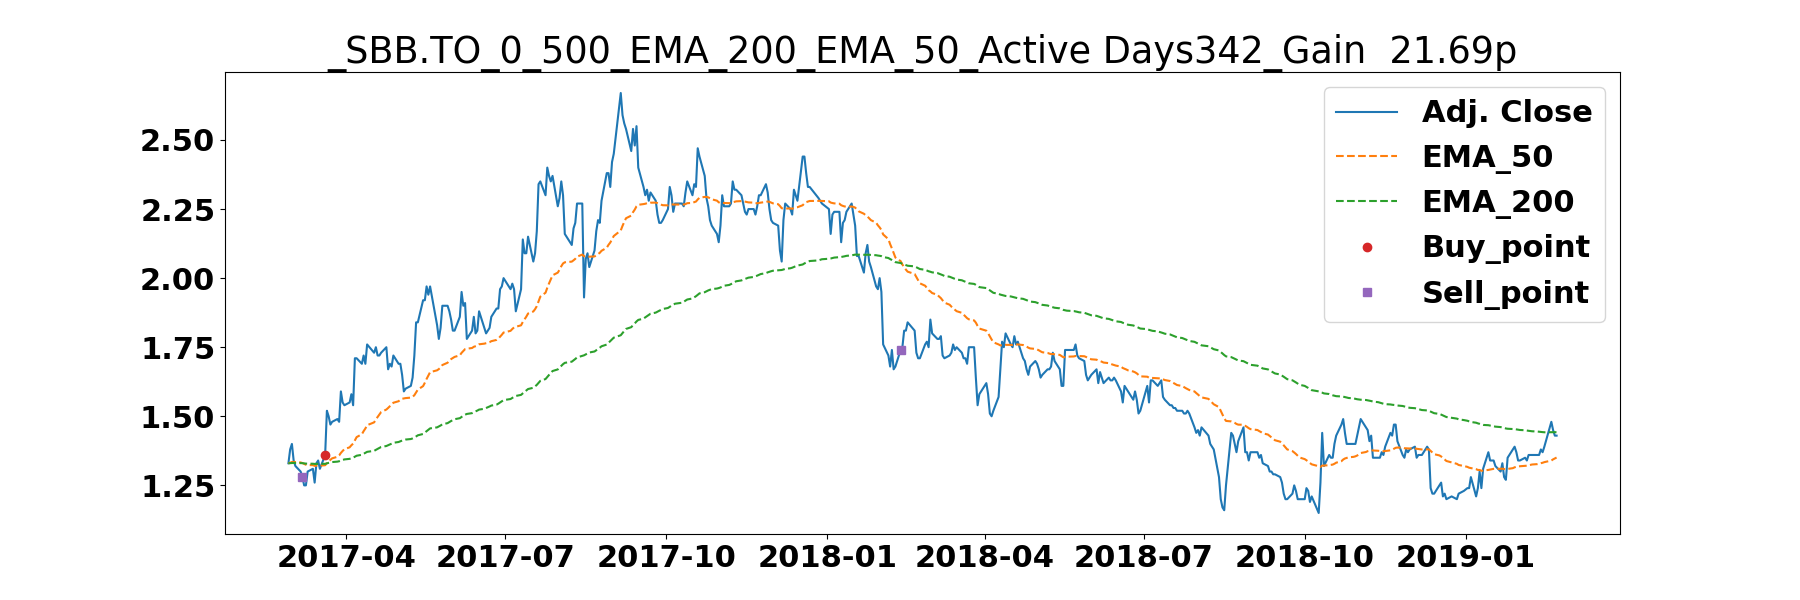 _SBB.TO_0_500_EMA_200_EMA_50_Active Days342_Gain  21.69p
2.50
2.25
2.00
1.75
1.50
1.25
Adj. Close
EMA_50
EMA_200
Buy_point
Sell_point
2017-04 2017-07 2017-10 2018-01 2018-04 2018-07 2018-10 2019-01